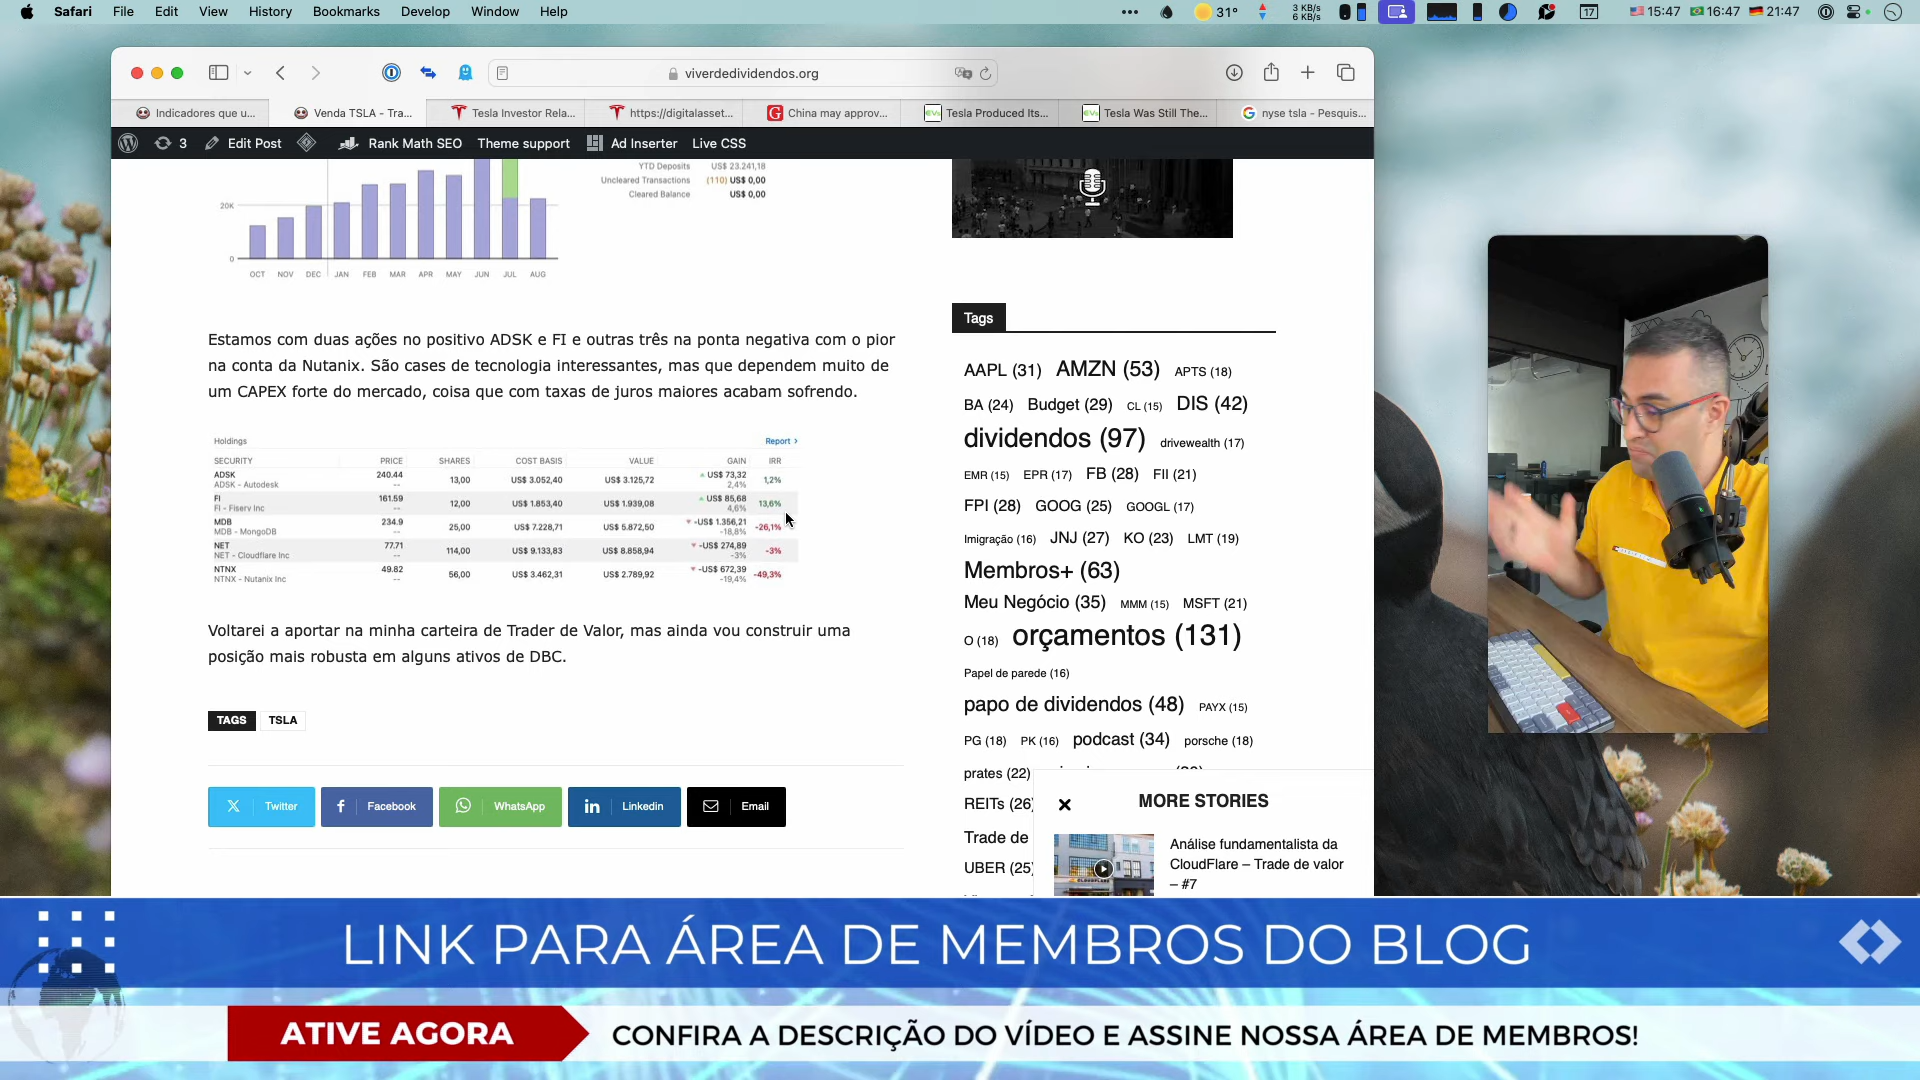 Safari File Edit View History Bookmarks Develop Window Help
31° 3 KB/s 6 KB/s 17 15:47 16:47 21:47
viverdedividendos.org
Indicadores que u... Venda TSLA - Tra... Tesla Investor Rela... https://digitalasset... China may approv... Tesla Produced Its... Tesla Was Still The... nyse tsla - Pesquis...
3 Edit Post Rank Math SEO Theme support Ad Inserter Live CSS
YTD Deposits US$ 23.241,18
Uncleared Transactions (110) US$ 0,00
Cleared Balance US$ 0,00
20K
0
OCT NOV DEC JAN FEB MAR APR MAY JUN JUL AUG
Estamos com duas ações no positivo ADSK e FI e outras três na ponta negativa com o pior
na conta da Nutanix. São cases de tecnologia interessantes, mas que dependem muito de
um CAPEX forte do mercado, coisa que com taxas de juros maiores acabam sofrendo.
Holdings Report >
SECURITY PRICE SHARES COST BASIS VALUE GAIN IRR
ADSK 240.44 13,00 US$ 3.052,40 US$ 3.125,72 US$ 73,32 1,2%
ADSK - Autodesk -- 2,4%
FI 161.59 12,00 US$ 1.853,40 US$ 1.939,08 US$ 85,68 13,6%
FI - Fiserv Inc -- 4,6%
MDB 234.9 25,00 US$ 7.228,71 US$ 5.872,50 -US$ 1.356,21 -26,1%
MDB - MongoDB -- -18,8%
NET 77.71 114,00 US$ 9.133,83 US$ 8.858,94 -US$ 274,89 -3%
NET - Cloudflare Inc -- -3%
NTNX 49.82 56,00 US$ 3.462,31 US$ 2.789,92 -US$ 672,39 -49,3%
NTNX - Nutanix Inc -- -19,4%
Voltarei a aportar na minha carteira de Trader de Valor, mas ainda vou construir uma
posição mais robusta em alguns ativos de DBC.
TAGS TSLA
Twitter Facebook WhatsApp Linkedin Email
Tags
AAPL (31) AMZN (53) APTS (18)
BA (24) Budget (29) CL (15) DIS (42)
dividendos (97) drivewealth (17)
EMR (15) EPR (17) FB (28) FII (21)
FPI (28) GOOG (25) GOOGL (17)
Imigração (16) JNJ (27) KO (23) LMT (19)
Membros+ (63)
Meu Negócio (35) MMM (15) MSFT (21)
O (18) orçamentos (131)
Papel de parede (16)
papo de dividendos (48) PAYX (15)
PG (18) PK (16) podcast (34) porsche (18)
prates (22)
REITs (26)
Trade de
UBER (25)
MORE STORIES
Análise fundamentalista da
CloudFlare – Trade de valor
– #7
LINK PARA ÁREA DE MEMBROS DO BLOG
ATIVE AGORA CONFIRA A DESCRIÇÃO DO VÍDEO E ASSINE NOSSA ÁREA DE MEMBROS!